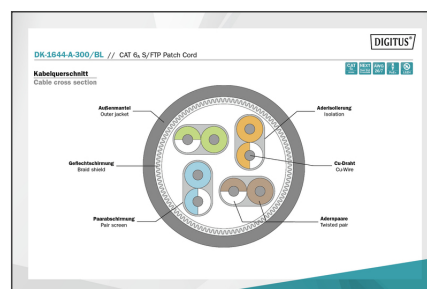 DIGITUS®
DK-1644-A-300/BL // CAT 6A S/FTP Patch Cord
Kabelquerschnitt
Cable cross section
Außenmantel
Outer jacket
Aderisolierung
Isolation
Geflechtschirmung
Braid shield
Cu-Draht
Cu-Wire
Paarabschirmung
Pair screen
Aderspaare
Twisted pair